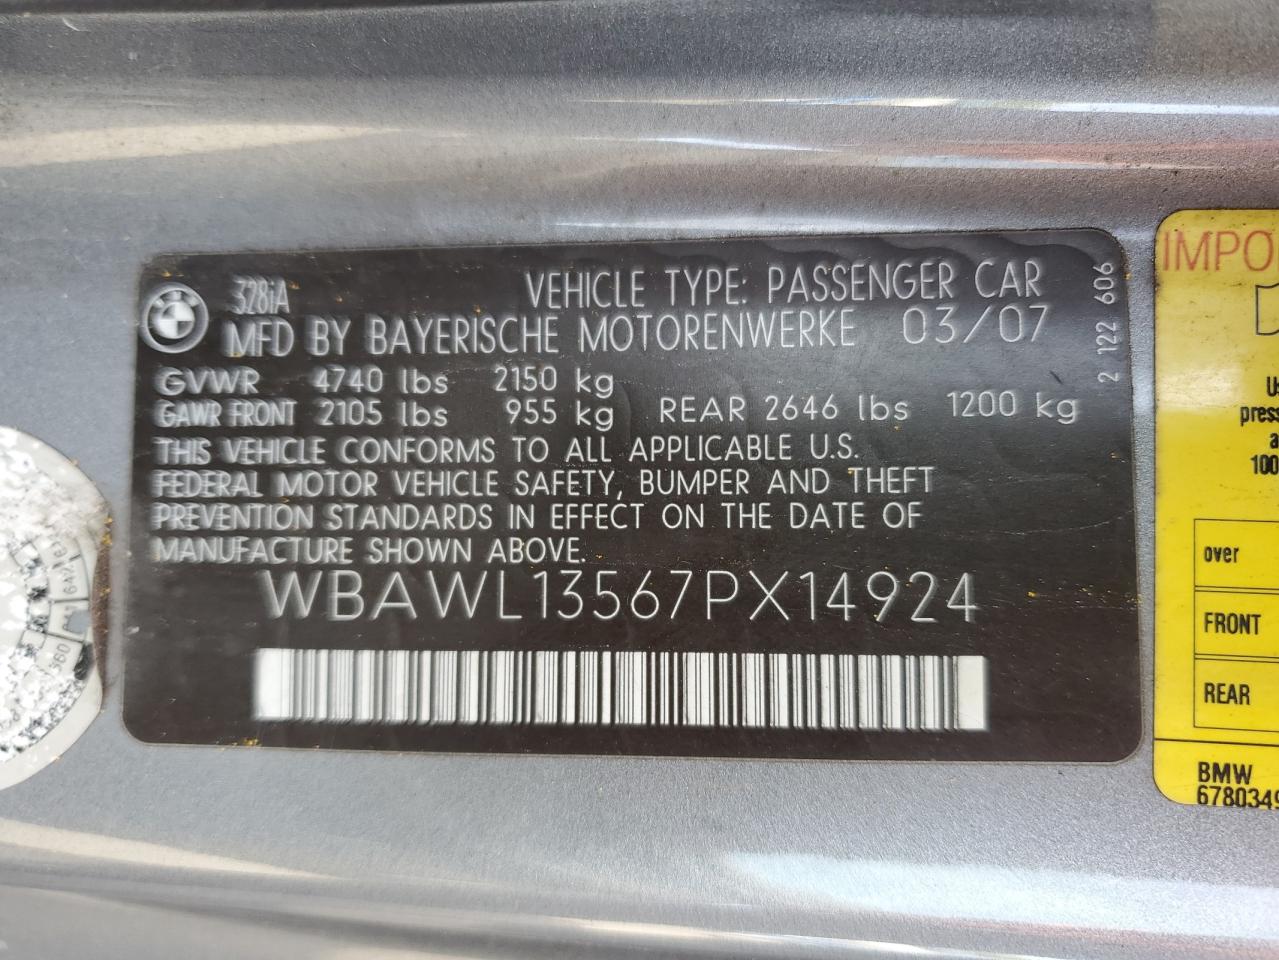 328iA VEHICLE TYPE: PASSENGER CAR
MFD BY BAYERISCHE MOTORENWERKE 03/07
GVWR 4740 lbs 2150 kg
GAWR FRONT 2105 lbs 955 kg REAR 2646 lbs 1200 kg
THIS VEHICLE CONFORMS TO ALL APPLICABLE U.S.
FEDERAL MOTOR VEHICLE SAFETY, BUMPER AND THEFT
PREVENTION STANDARDS IN EFFECT ON THE DATE OF
MANUFACTURE SHOWN ABOVE.
WBAWL13567PX14924
2 122 606
IMPO
press
100
over
FRONT
REAR
BMW
6780349